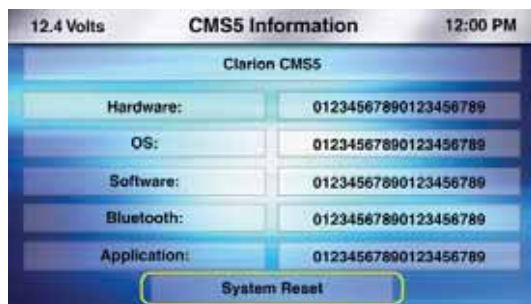 12.4 Volts CMS5 Information 12:00 PM
Clarion CMS5
Hardware: 01234567890123456789
OS: 01234567890123456789
Software: 01234567890123456789
Bluetooth: 01234567890123456789
Application: 01234567890123456789
System Reset